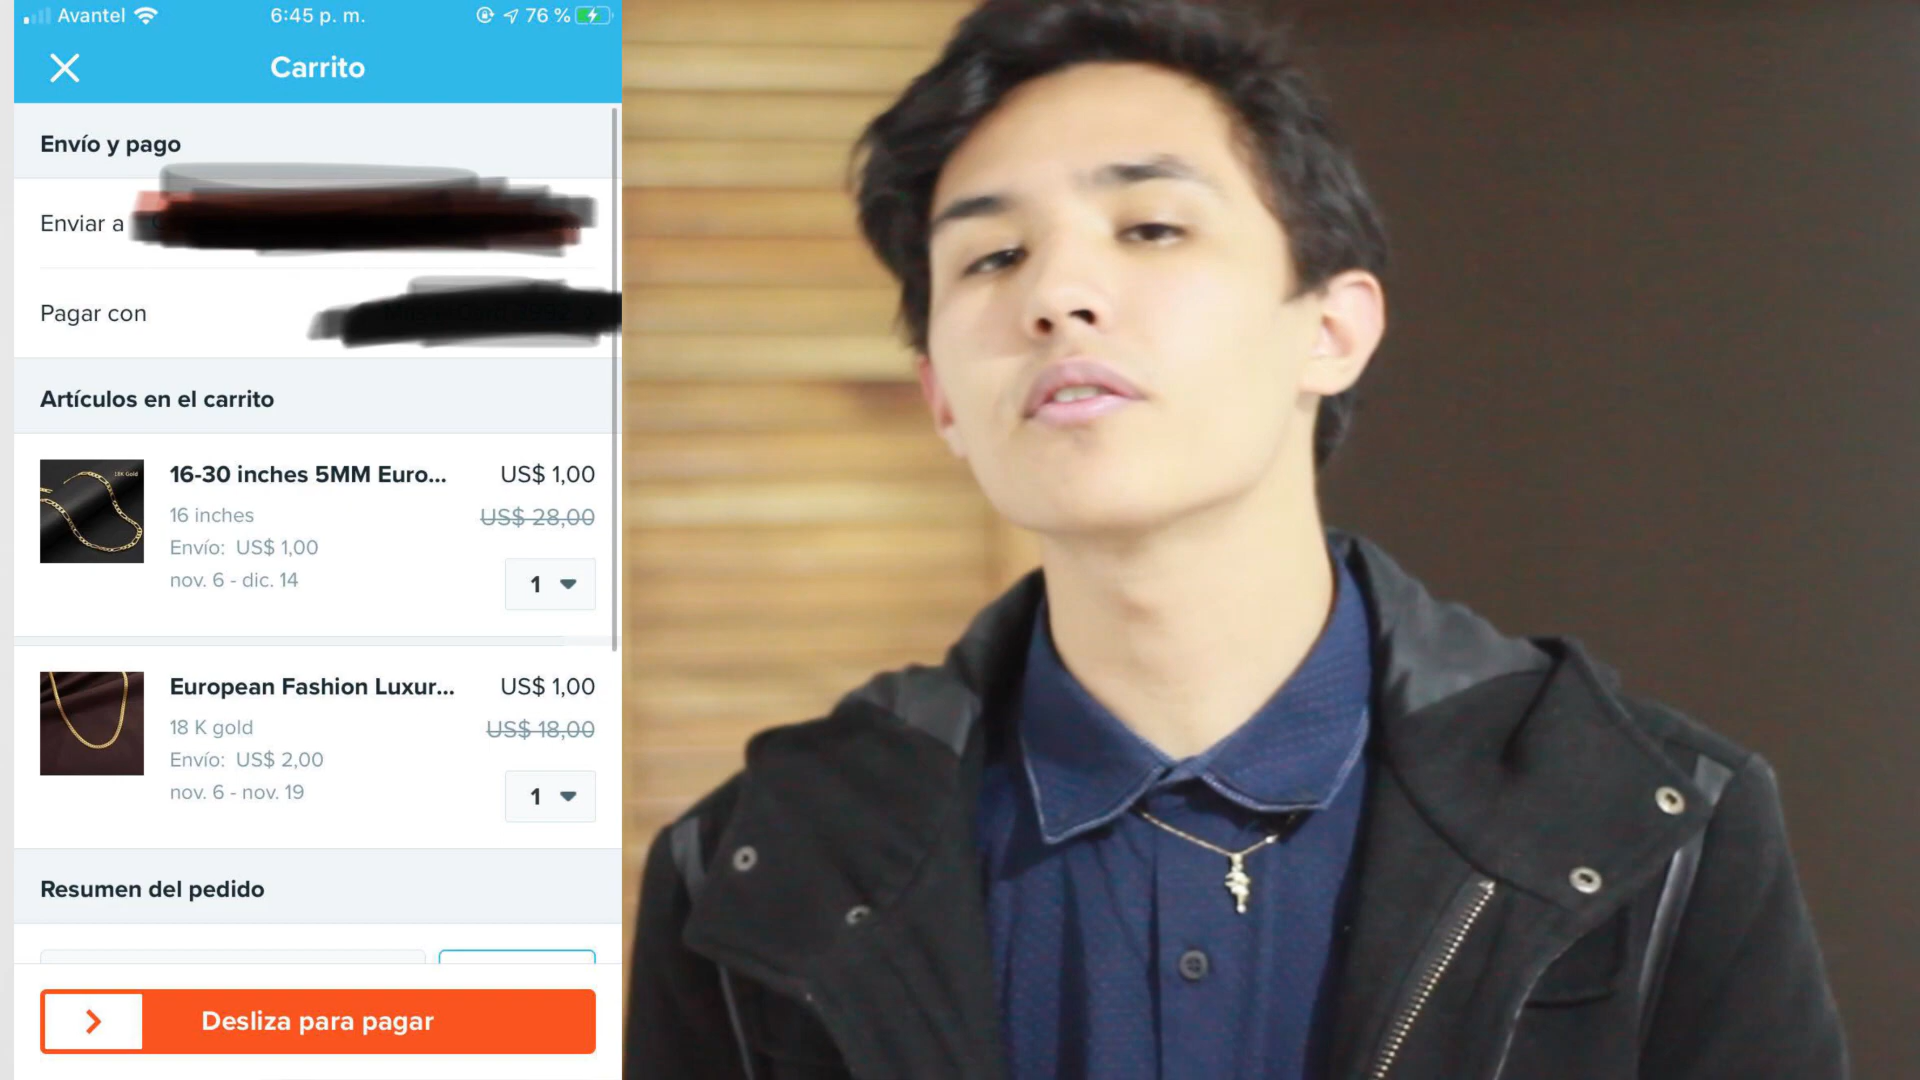 Avantel 6:45 p. m. 76 %
Carrito
Envío y pago
Enviar a
Pagar con
Artículos en el carrito
16-30 inches 5MM Euro... US$ 1,00
16 inches US$ 28,00
Envío: US$ 1,00
nov. 6 - dic. 14
1
18K Gold
European Fashion Luxur... US$ 1,00
18 K gold US$ 18,00
Envío: US$ 2,00
nov. 6 - nov. 19
1
Resumen del pedido
Desliza para pagar